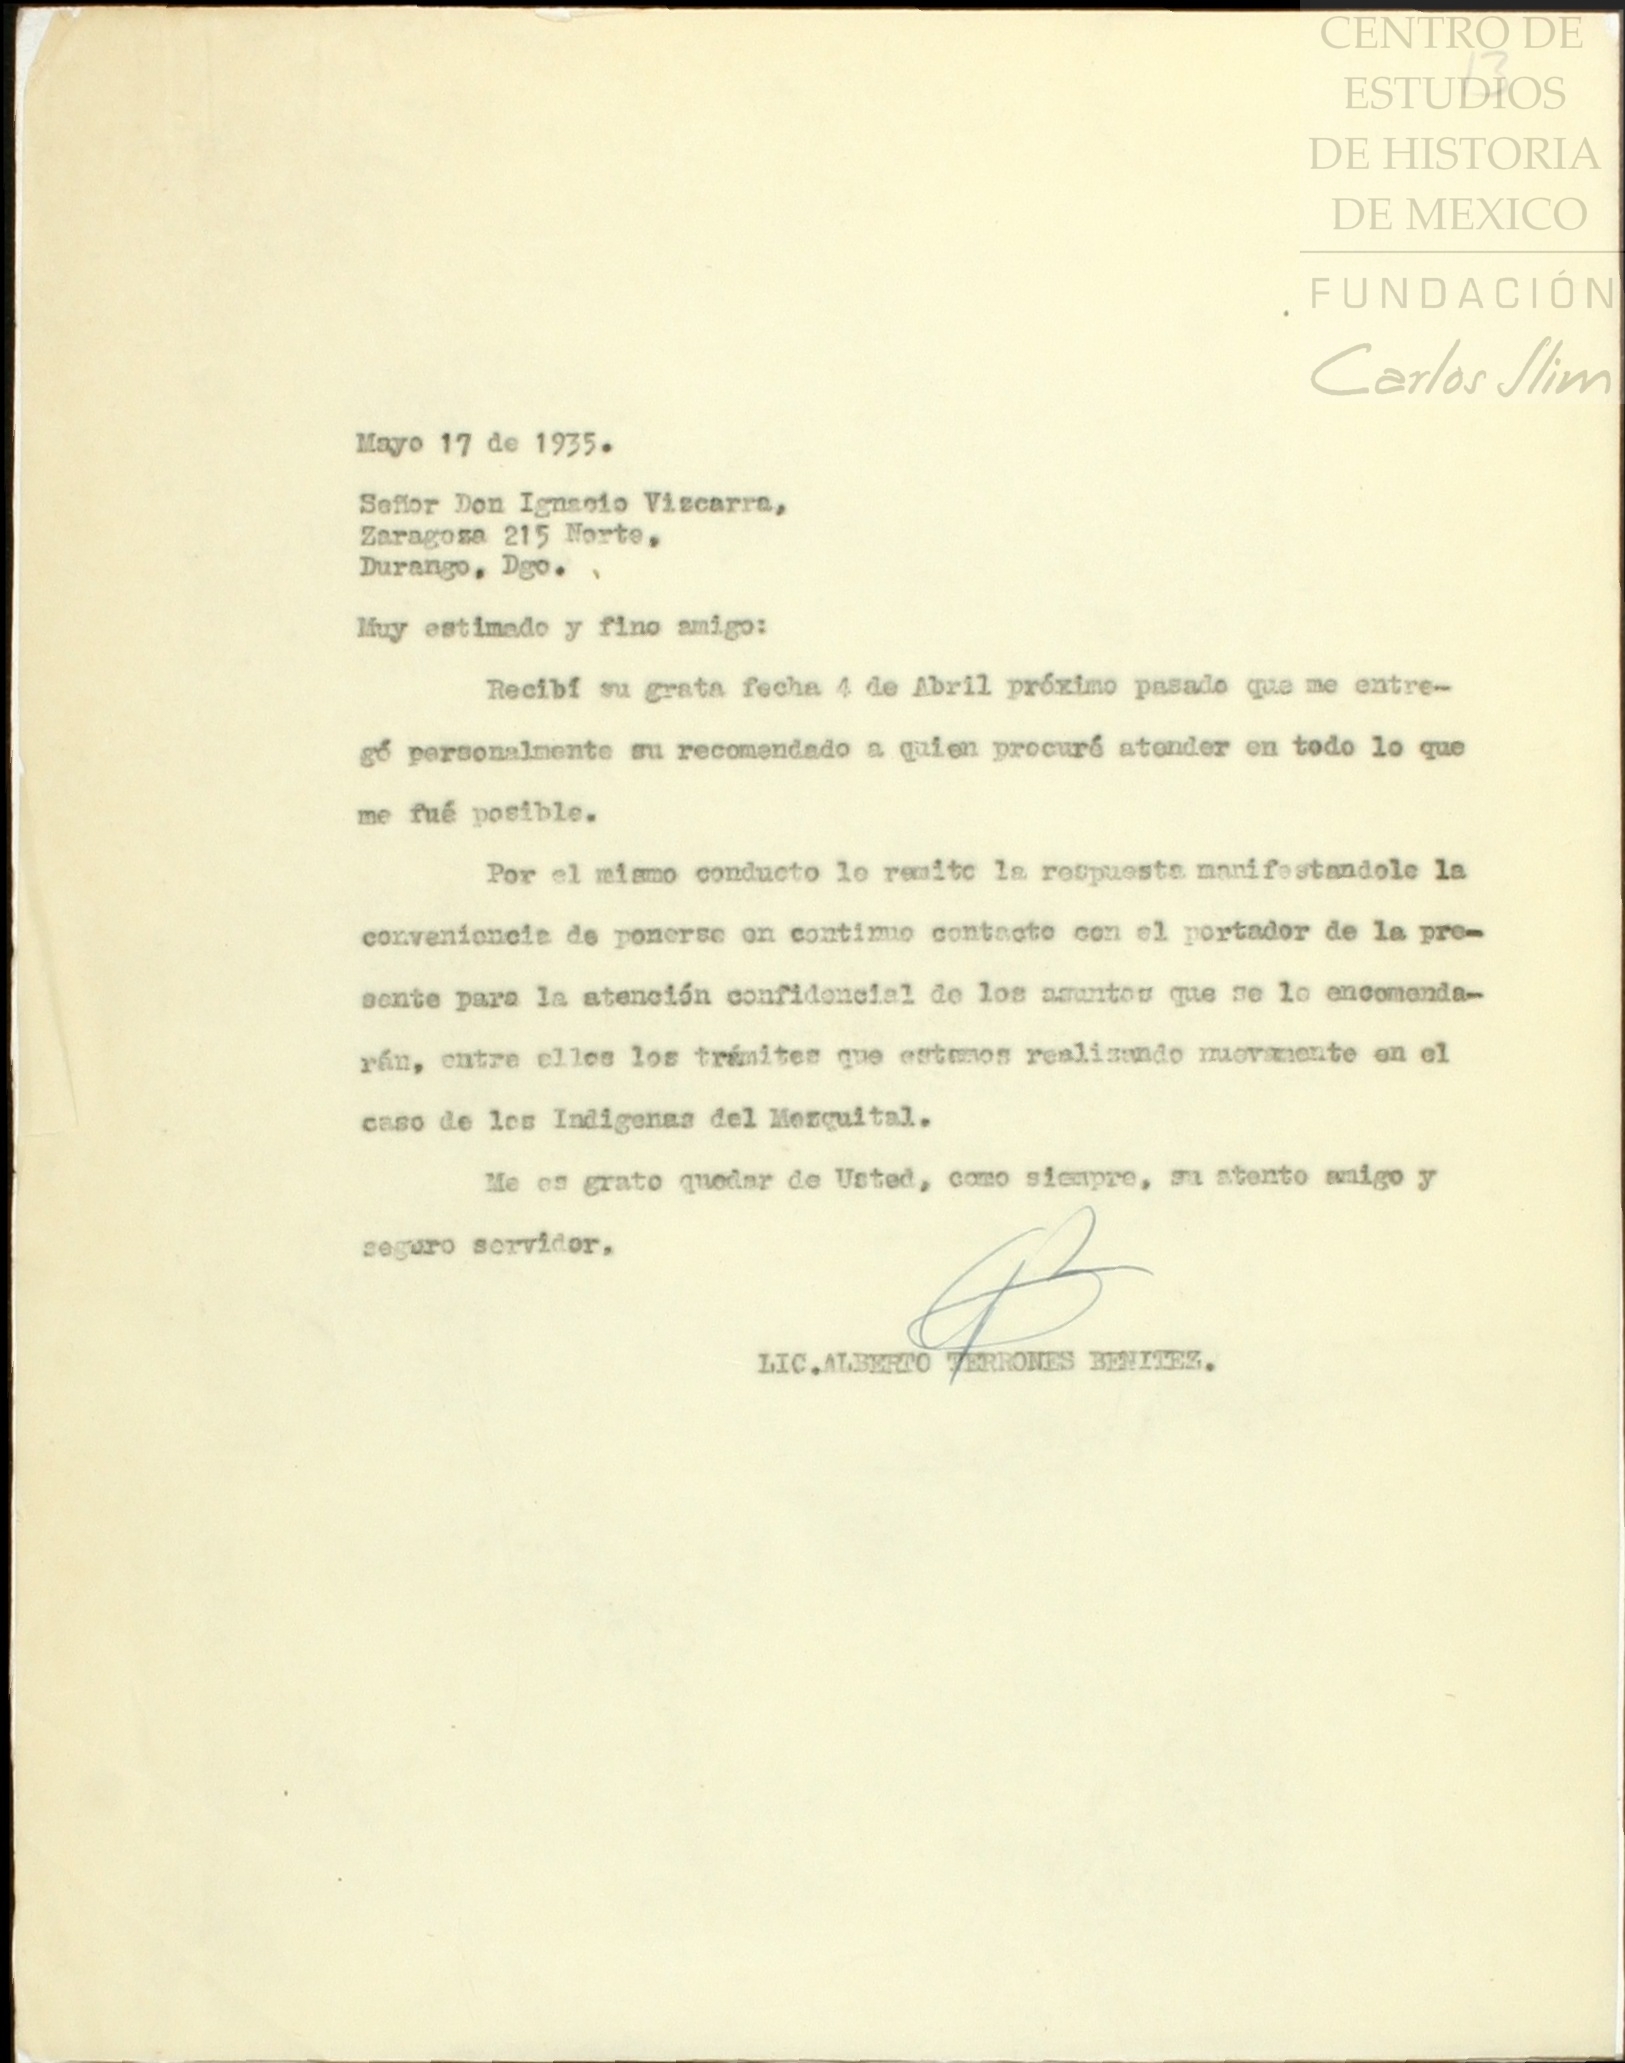 CENTRO DE
ESTUDIOS
DE HISTORIA
DE MEXICO
FUNDACIÓN
Carlos Slim
13
Mayo 17 de 1935.
Señor Don Ignacio Vizcarra,
Zaragoza 215 Norte.
Durango, Dgo.
Muy estimado y fino amigo:
Recibí su grata fecha 4 de Abril próximo pasado que me entre-
gó personalmente su recomendado a quien procuré atender en todo lo que
me fué posible.
Por el mismo conducto le remito la respuesta manifestandole la
conveniencia de ponerse en continuo contacto con el portador de la pre-
sente para la atención confidencial de los asuntos que se le encomenda-
rán, entre ellos los trámites que estamos realizando nuevamente en el
caso de los Indigenas del Mezquital.
Me es grato quedar de Usted, como siempre, su atento amigo y
seguro servidor.
LIC.ALBERTO TERRONES BENITEZ.